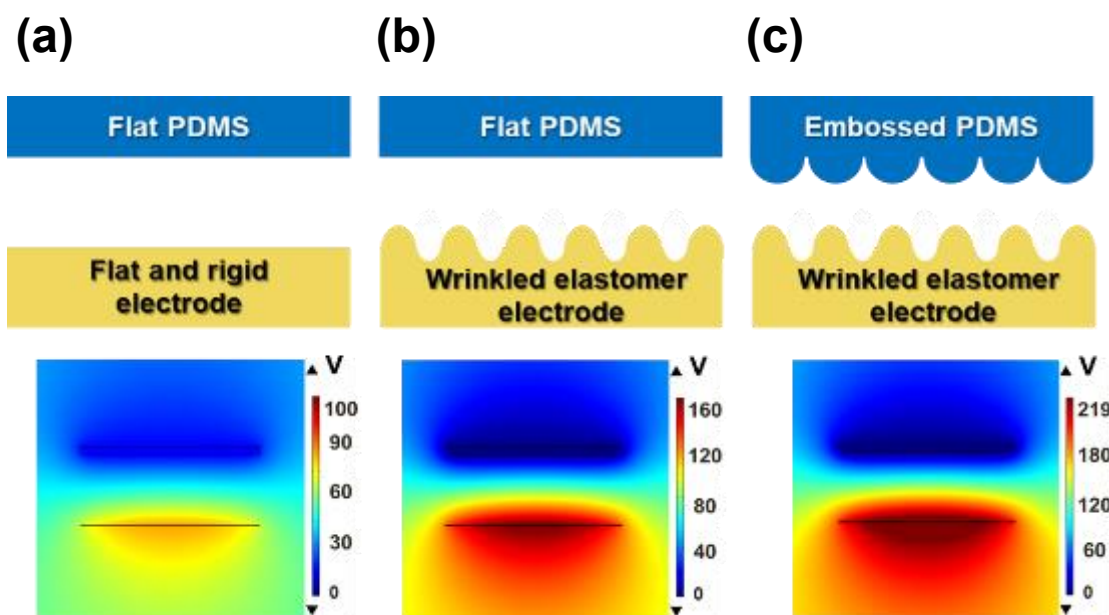 (a)
(b)
(c)
Flat PDMS
Flat PDMS
Embossed PDMS
Flat and rigid
electrode
Wrinkled elastomer
electrode
Wrinkled elastomer
electrode
V
100
90
60
30
0
V
160
120
80
40
0
V
219
180
120
60
0